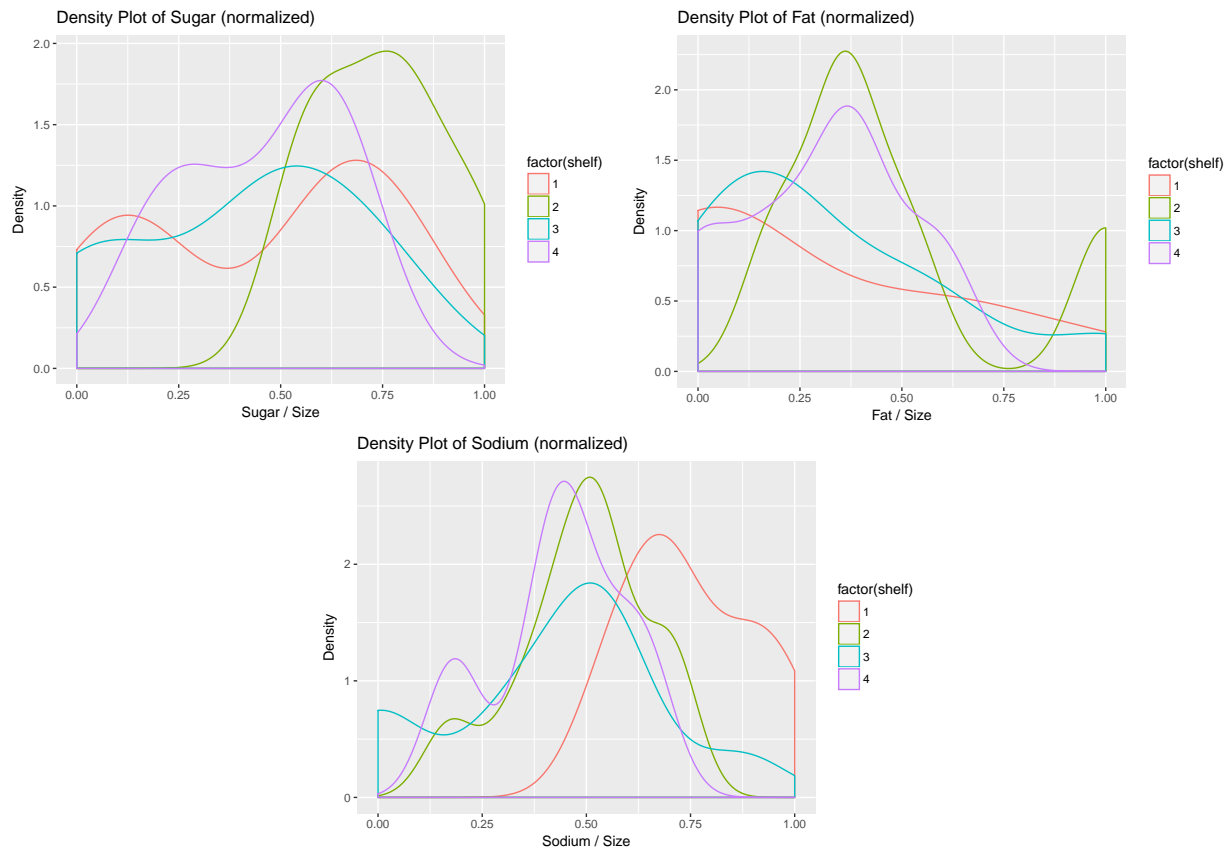 Density Plot of Sugar (normalized)
2.0
1.5
1.0
0.5
0.0
Density
0.00 0.25 0.50 0.75 1.00
Sugar / Size
factor(shelf)
1
2
3
4
Density Plot of Fat (normalized)
2.0
1.5
1.0
0.5
0.0
Density
0.00 0.25 0.50 0.75 1.00
Fat / Size
factor(shelf)
1
2
3
4
Density Plot of Sodium (normalized)
2
1
0
Density
0.00 0.25 0.50 0.75 1.00
Sodium / Size
factor(shelf)
1
2
3
4